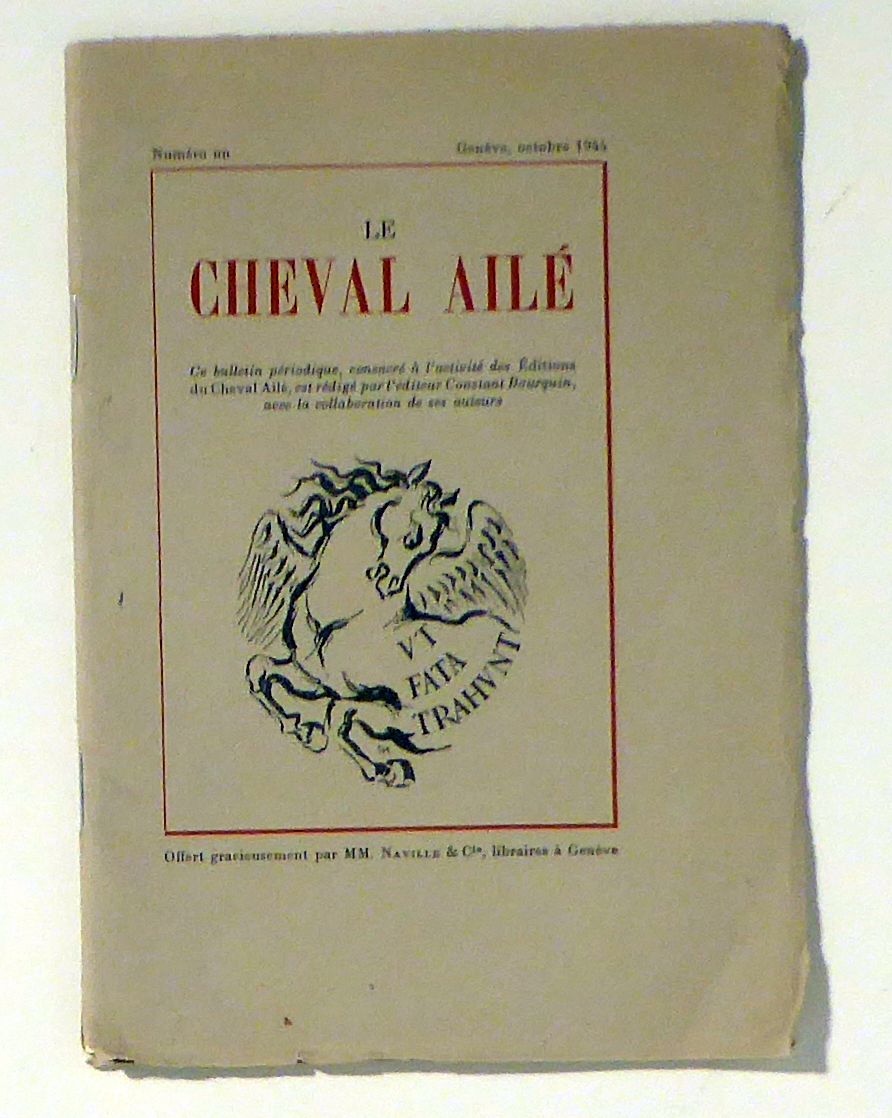 Numéro un
Genève, octobre 1944
LE
CHEVAL AILÉ
Ce bulletin périodique, consacré à l'activité des Éditions
du Cheval Ailé, est rédigé par l'éditeur Constant Bourquin,
avec la collaboration de ses auteurs
VT
FATA
TRAHVNT
Offert gracieusement par MM. NAVILLE & Cie, libraires à Genève